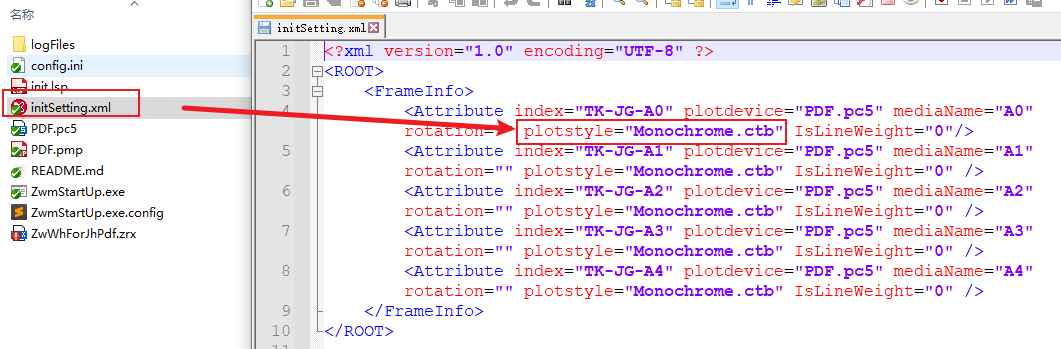 名称
logFiles
config.ini
init.lsp
initSetting.xml
PDF.pc5
PDF.pmp
README.md
ZwmStartUp.exe
ZwmStartUp.exe.config
ZwWhForJhPdf.zrx
initSetting.xml
1 <?xml version="1.0" encoding="UTF-8" ?>
2 <ROOT>
3 <FrameInfo>
4 <Attribute index="TK-JG-A0" plotdevice="PDF.pc5" mediaName="A0"
rotation= plotstyle="Monochrome.ctb" IsLineWeight="0"/>
5 <Attribute index="TK-JG-A1" plotdevice="PDF.pc5" mediaName="A1"
rotation="" plotstyle="Monochrome.ctb" IsLineWeight="0" />
6 <Attribute index="TK-JG-A2" plotdevice="PDF.pc5" mediaName="A2"
rotation="" plotstyle="Monochrome.ctb" IsLineWeight="0" />
7 <Attribute index="TK-JG-A3" plotdevice="PDF.pc5" mediaName="A3"
rotation="" plotstyle="Monochrome.ctb" IsLineWeight="0" />
8 <Attribute index="TK-JG-A4" plotdevice="PDF.pc5" mediaName="A4"
rotation="" plotstyle="Monochrome.ctb" IsLineWeight="0" />
9 </FrameInfo>
10 </ROOT>